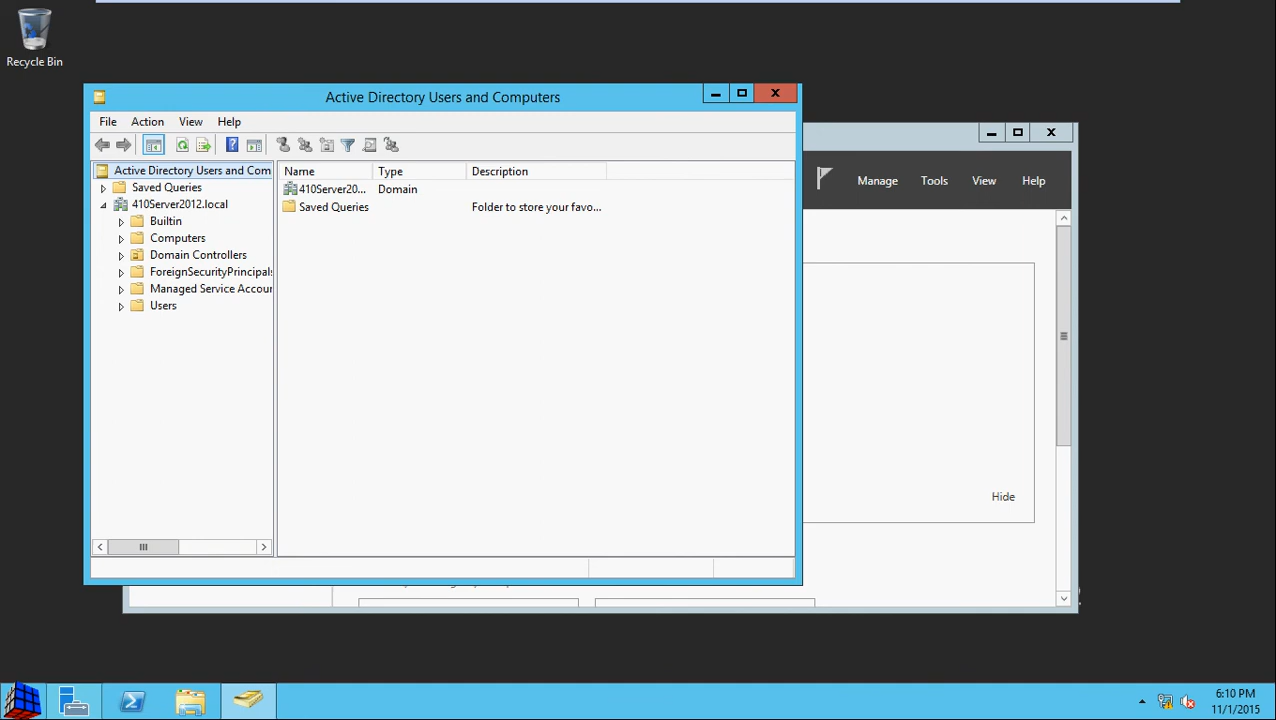 Recycle Bin
Active Directory Users and Computers
File Action View Help
Manage Tools View Help
Active Directory Users and Com
Saved Queries
410Server2012.local
Builtin
Computers
Domain Controllers
ForeignSecurityPrincipals
Managed Service Accour
Users
Name Type Description
410Server20... Domain
Saved Queries Folder to store your favo...
Hide
6:10 PM
11/1/2015